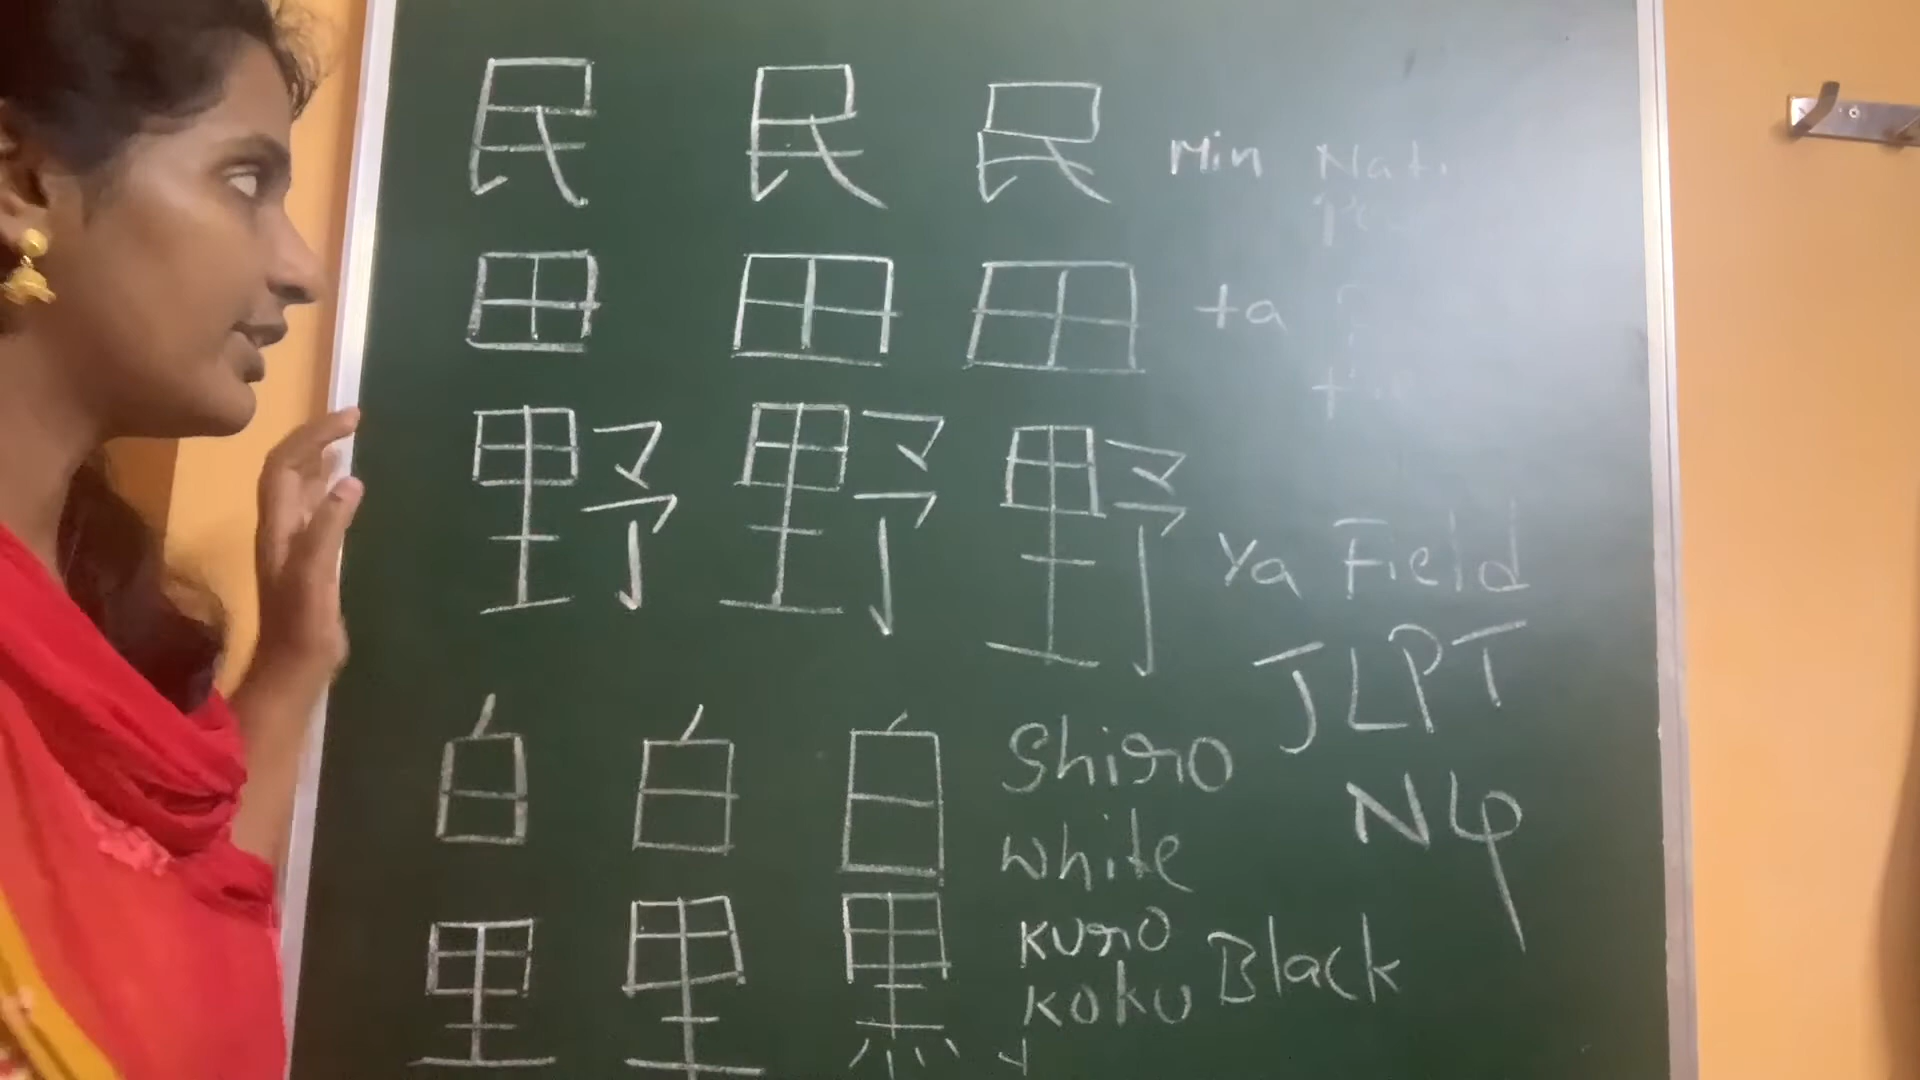 民 民 民 Min
田 田 田 ta
野 野 野 Ya Field
JLPT
N4
白 白 白 Shiro
white
里 里 黒 kuro
koku Black